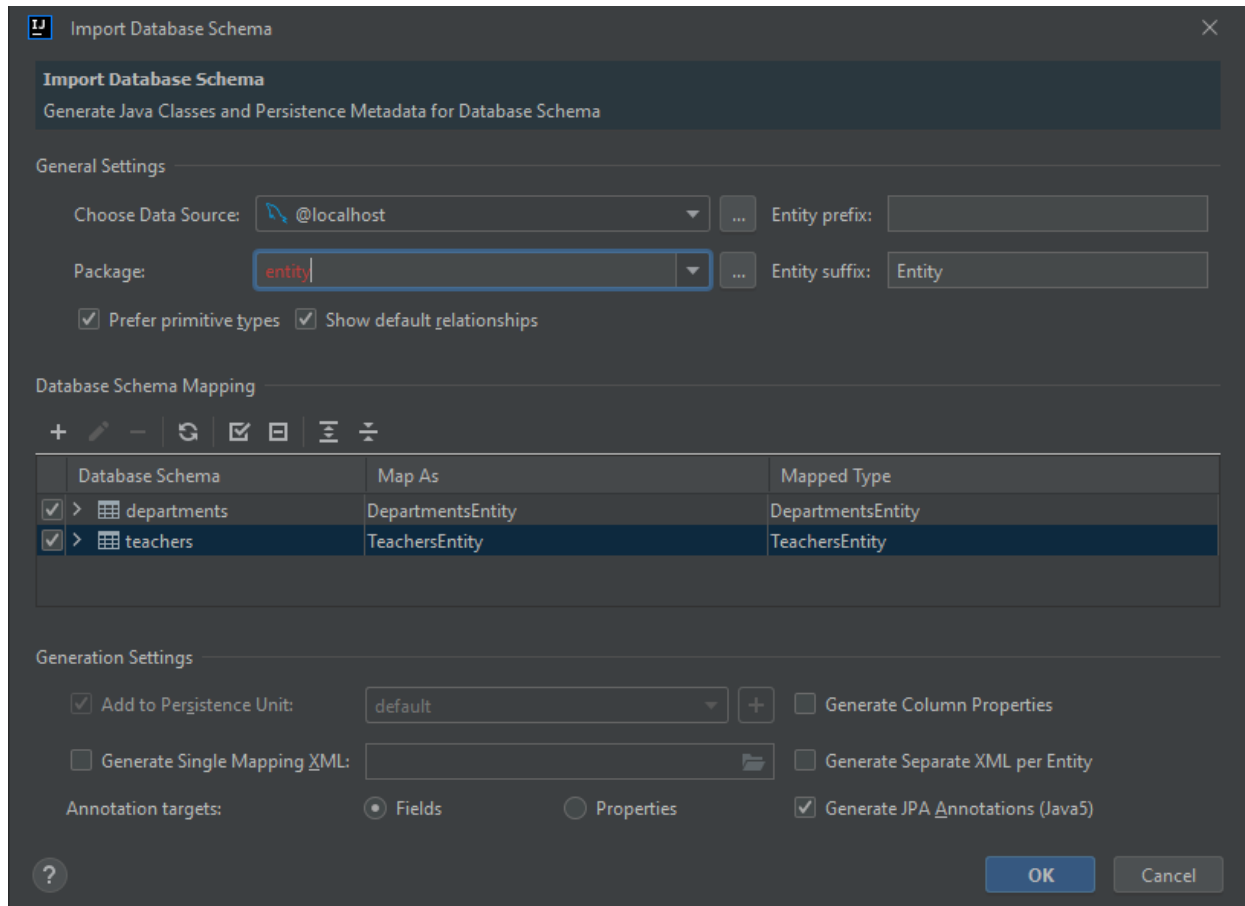 IJ Import Database Schema
Import Database Schema
Generate Java Classes and Persistence Metadata for Database Schema
General Settings
Choose Data Source: @localhost ... Entity prefix:
Package: entity ... Entity suffix: Entity
Prefer primitive types Show default relationships
Database Schema Mapping
Database Schema Map As Mapped Type
departments DepartmentsEntity DepartmentsEntity
teachers TeachersEntity TeachersEntity
Generation Settings
Add to Persistence Unit: default Generate Column Properties
Generate Single Mapping XML: Generate Separate XML per Entity
Annotation targets: Fields Properties Generate JPA Annotations (Java5)
? OK Cancel